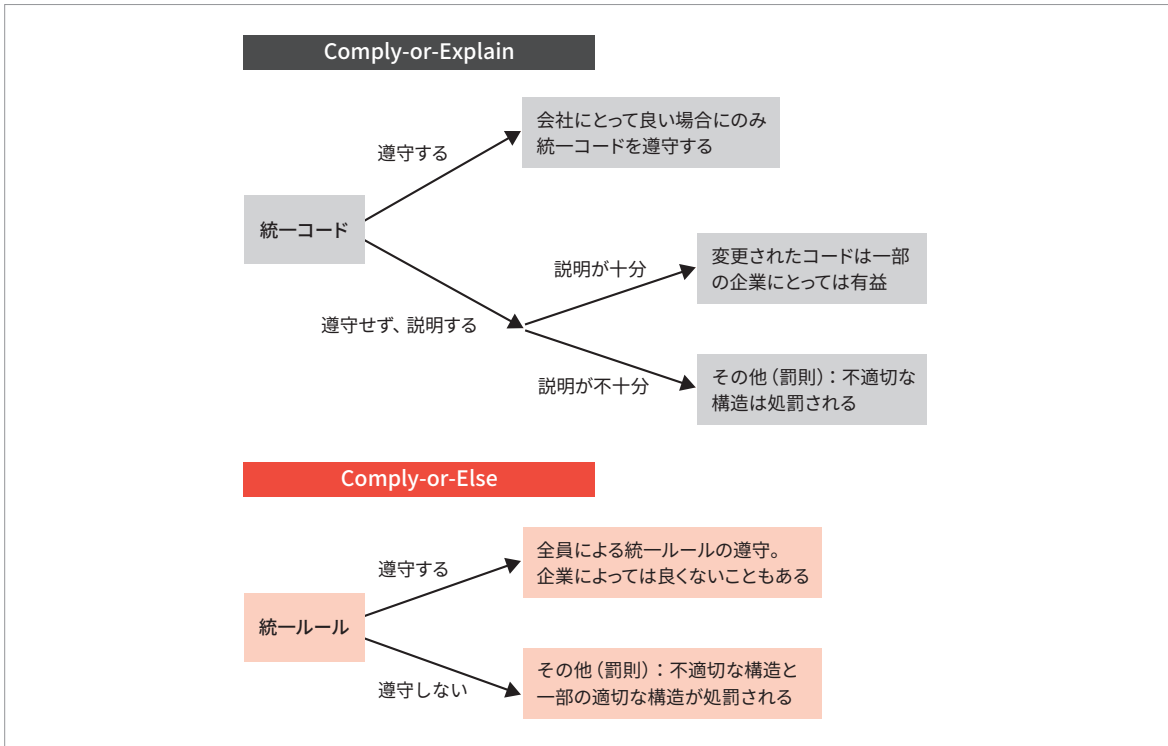 Comply-or-Explain
会社にとって良い場合にのみ
統一コードを遵守する
遵守する
統一コード
変更されたコードは一部
の企業にとっては有益
説明が十分
遵守せず、説明する
その他（罰則）：不適切な
構造は処罰される
説明が不十分
Comply-or-Else
全員による統一ルールの遵守。
企業によっては良くないこともある
遵守する
統一ルール
その他（罰則）：不適切な構造と
一部の適切な構造が処罰される
遵守しない